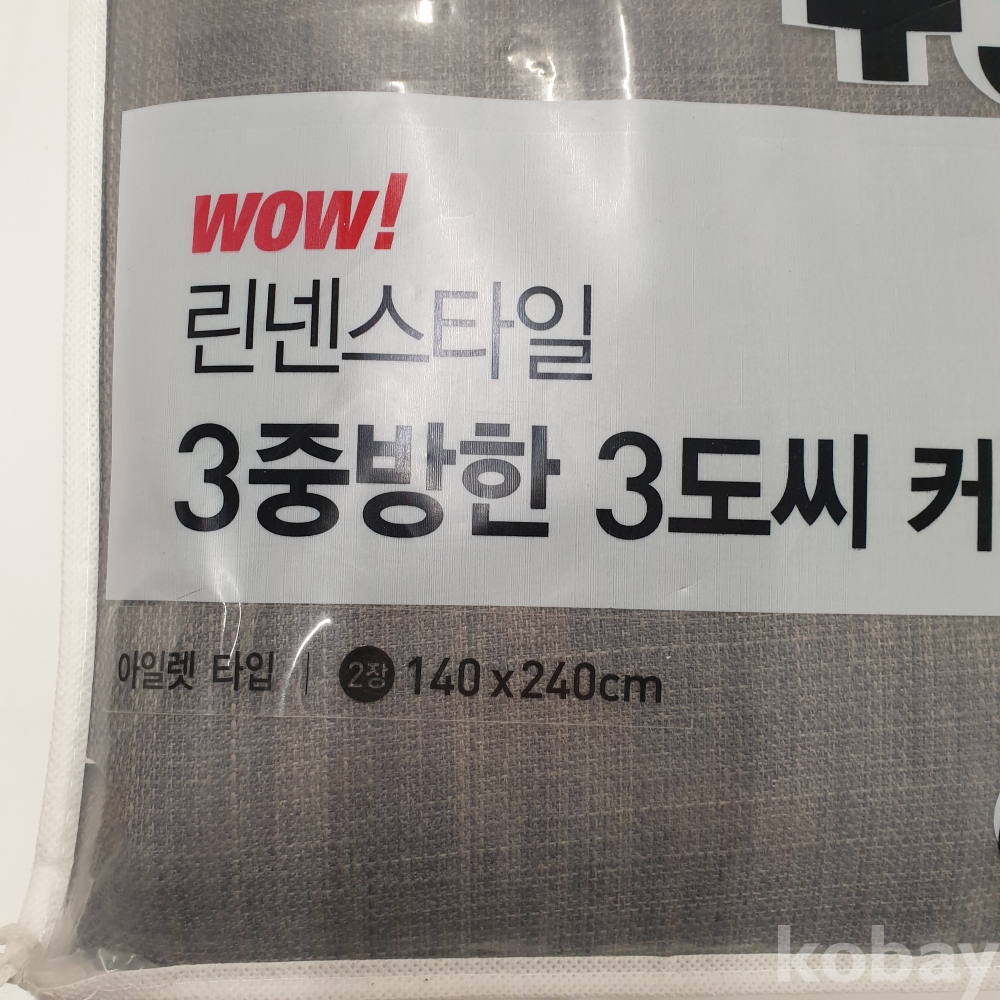 wow!
린넨스타일
3중방한 3도씨 커
아일렛 타입 | 2장 140x240cm
kobay